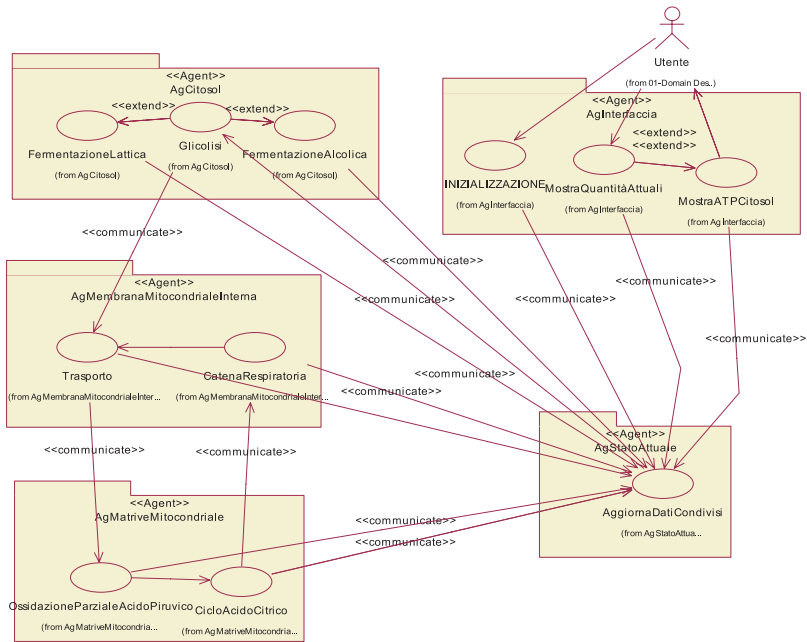 Utente
(from 01-Domain Des..)
<<Agent>>
AgCitosol
<<extend>>
<<extend>>
Glicolisi
(from AgCitosol)
FermentazioneLattica
(from AgCitosol)
FermentazioneAlcolica
(from AgCitosol)
<<Agent>>
AgInterfaccia
<<extend>>
<<extend>>
INIZIALIZZAZIONE
(from AgInterfaccia)
MostraQuantitàAttuali
(from AgInterfaccia)
MostraATPCitosol
(from AgInterfaccia)
<<communicate>>
<<communicate>>
<<communicate>>
<<communicate>>
<<communicate>>
<<communicate>>
<<communicate>>
<<Agent>>
AgMembranaMitocondrialeInterna
Trasporto
(from AgMembranaMitocondrialeInter...
CatenaRespiratoria
(from AgMembranaMitocondrialeInter...
<<communicate>>
<<communicate>>
<<communicate>>
<<communicate>>
<<Agent>>
AgStatoAttuale
AggiornaDatiCondivisi
(from AgStatoAttua...
<<Agent>>
AgMatriveMitocondriale
<<communicate>>
<<communicate>>
OssidazioneParzialeAcidoPiruvico
(from AgMatriveMitocondria...
CicloAcidoCitrico
(from AgMatriveMitocondria...